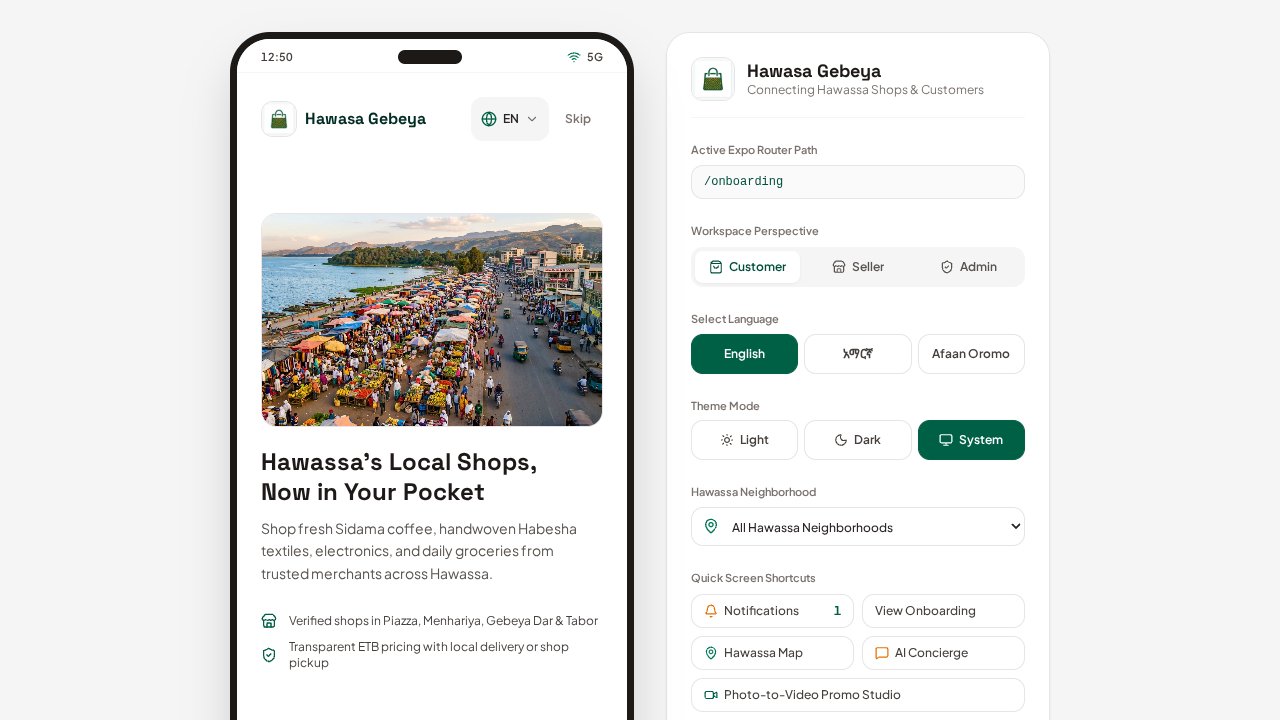 12:50
5G
Hawasa Gebeya
EN
Skip
Hawassa's Local Shops,
Now in Your Pocket
Shop fresh Sidama coffee, handwoven Habesha
textiles, electronics, and daily groceries from
trusted merchants across Hawassa.
Verified shops in Piazza, Menhariya, Gebeya Dar & Tabor
Transparent ETB pricing with local delivery or shop
pickup
Hawasa Gebeya
Connecting Hawassa Shops & Customers
Active Expo Router Path
/onboarding
Workspace Perspective
Customer
Seller
Admin
Select Language
English
አማርኛ
Afaan Oromo
Theme Mode
Light
Dark
System
Hawassa Neighborhood
All Hawassa Neighborhoods
Quick Screen Shortcuts
Notifications
1
View Onboarding
Hawassa Map
AI Concierge
Photo-to-Video Promo Studio